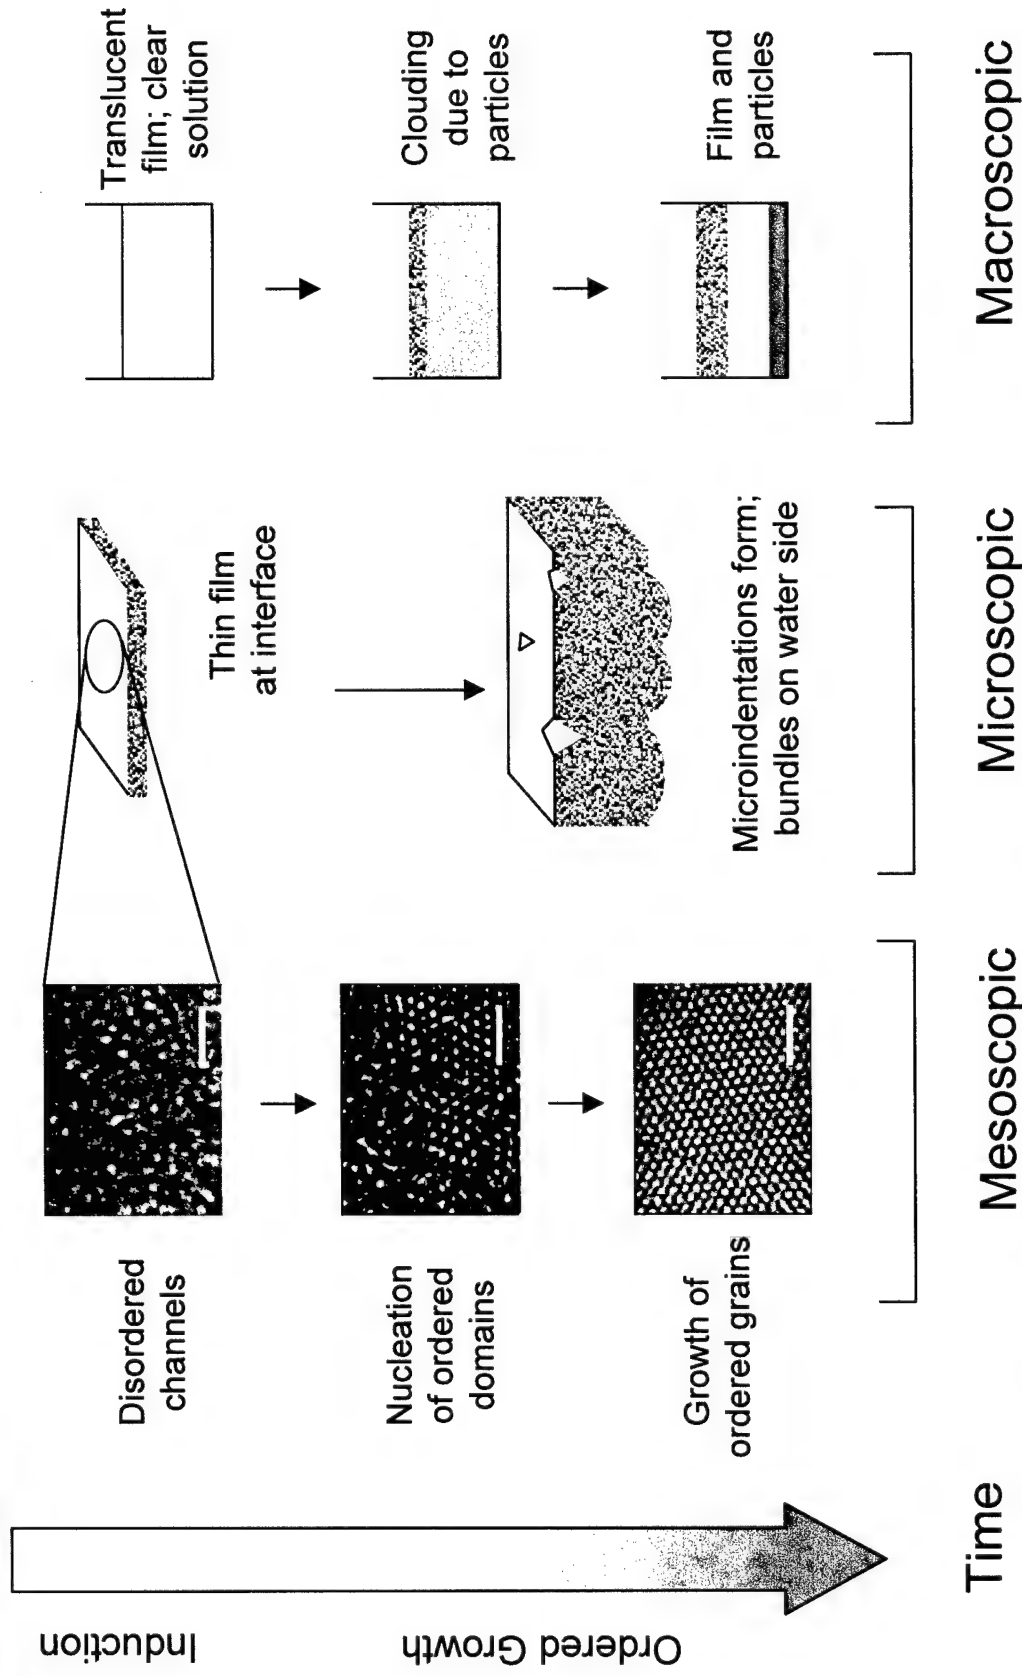 Induction
Ordered Growth
Time
Disordered
channels
Nucleation
of ordered
domains
Growth of
ordered grains
Mesoscopic
Thin film
at interface
Microindentations form;
bundles on water side
Microscopic
Translucent
film; clear
solution
Clouding
due to
particles
Film and
particles
Macroscopic